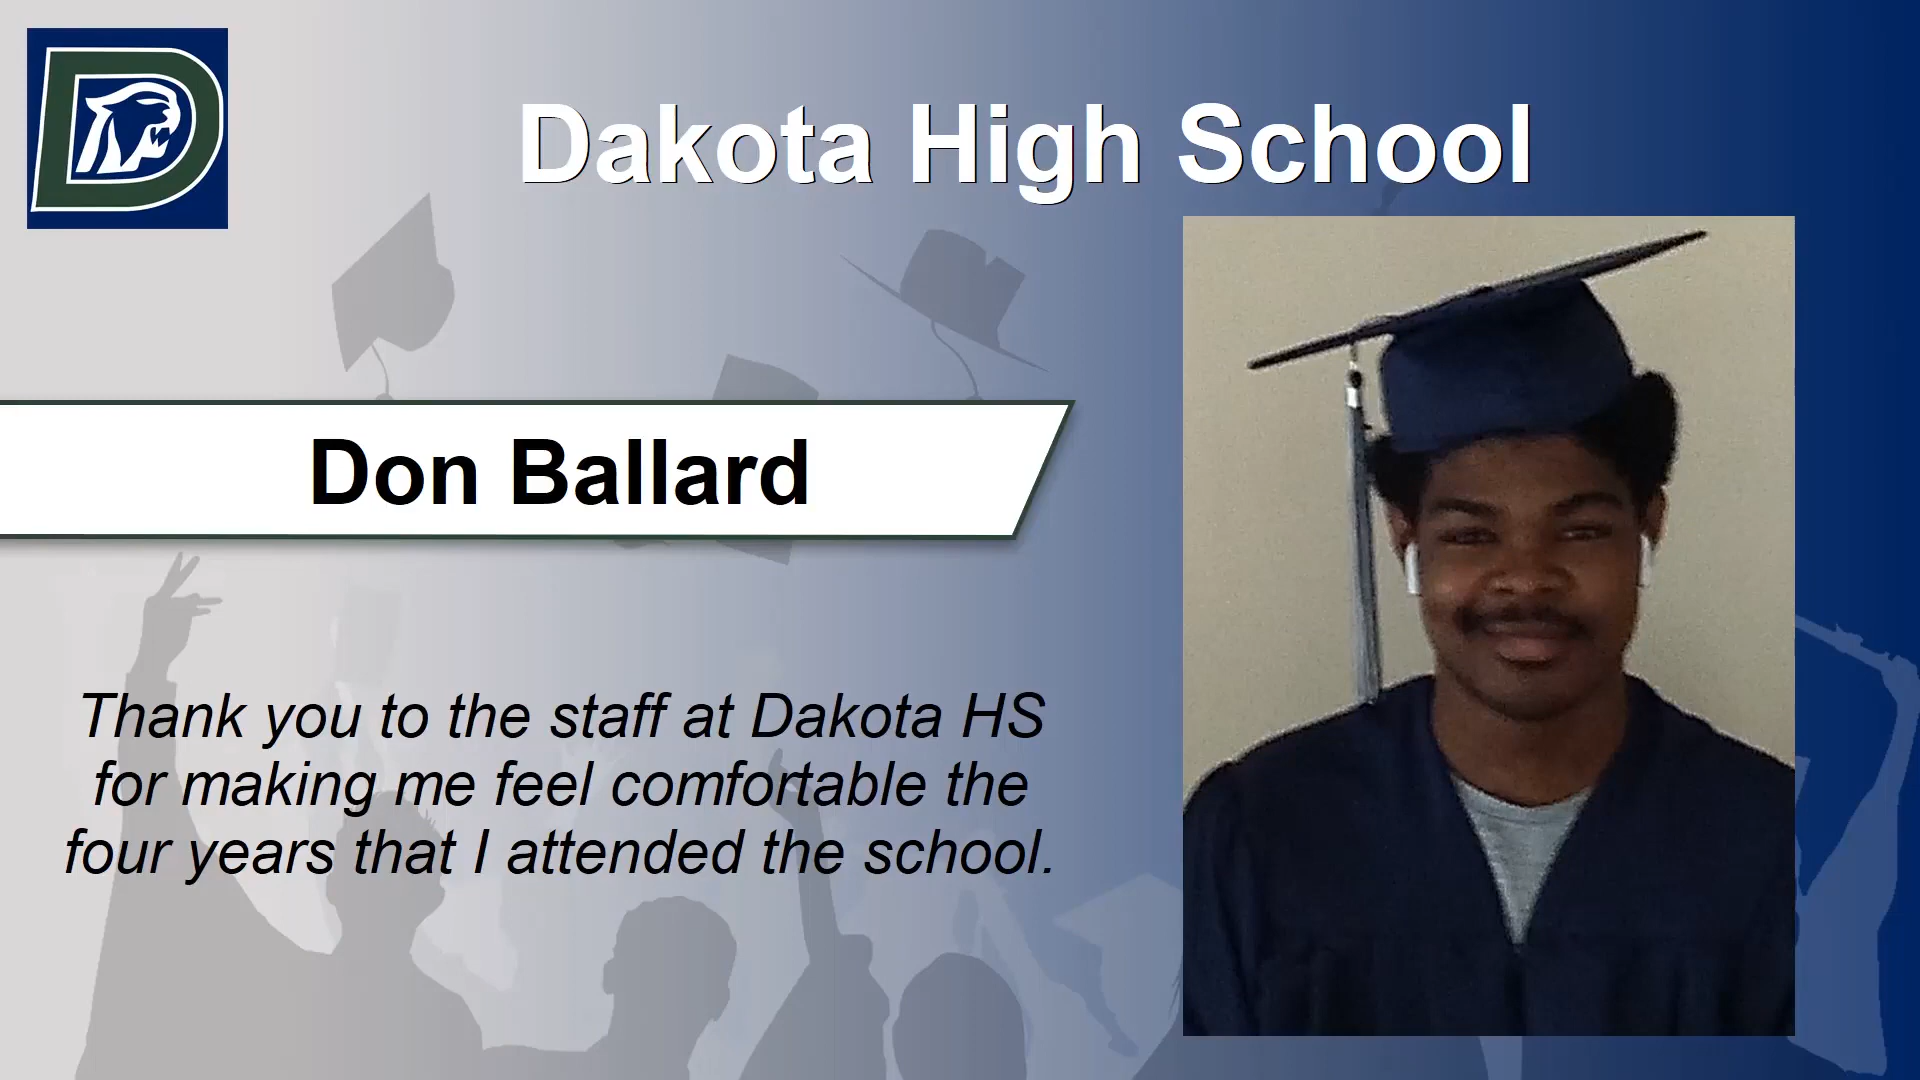 D
Dakota High School
Don Ballard
Thank you to the staff at Dakota HS
for making me feel comfortable the
four years that I attended the school.